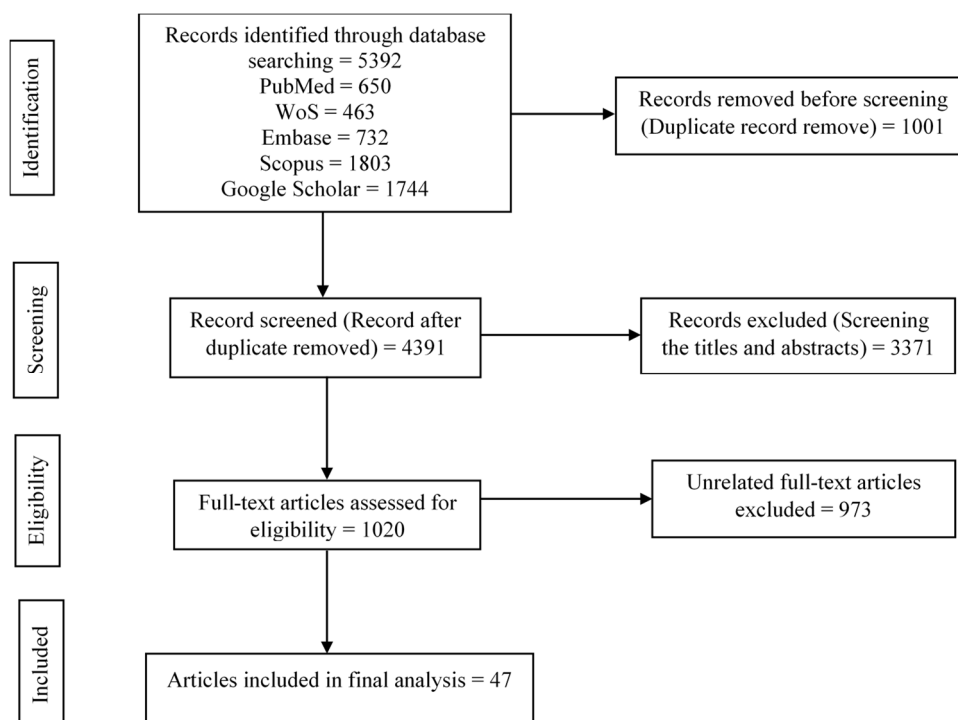 Identification
Records identified through database
searching = 5392
PubMed = 650
WoS = 463
Embase = 732
Scopus = 1803
Google Scholar = 1744
Records removed before screening
(Duplicate record remove) = 1001
Screening
Record screened (Record after
duplicate removed) = 4391
Records excluded (Screening
the titles and abstracts) = 3371
Eligibility
Full-text articles assessed for
eligibility = 1020
Unrelated full-text articles
excluded = 973
Included
Articles included in final analysis = 47